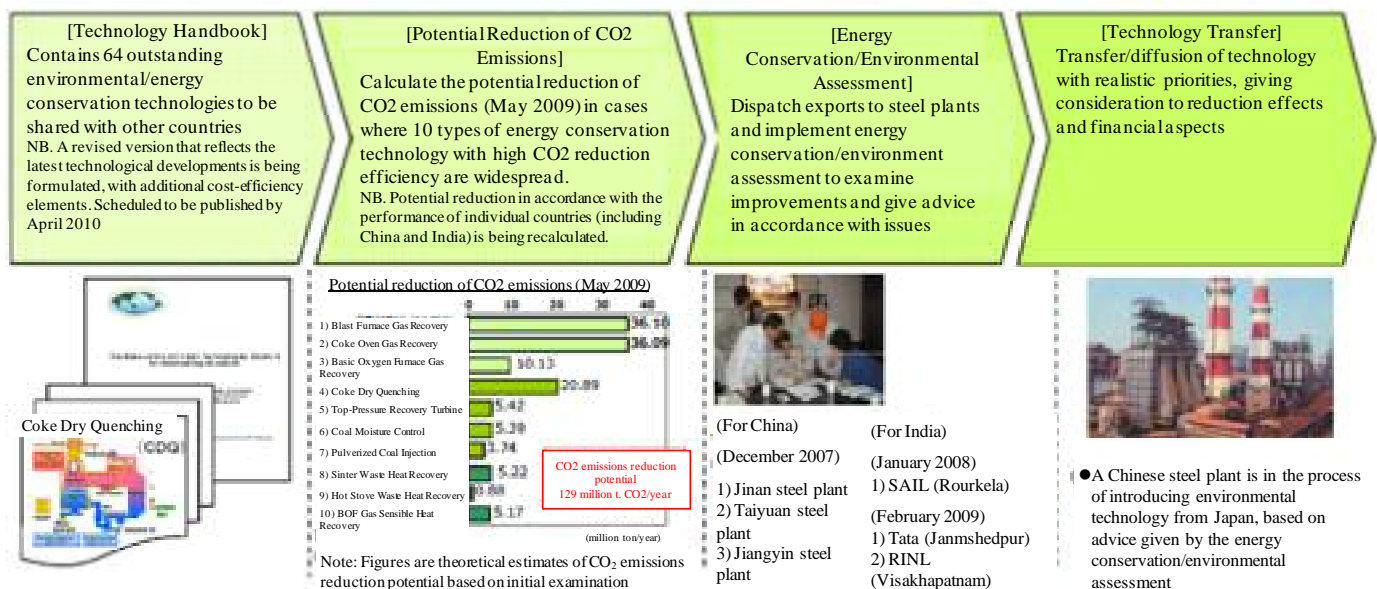 [Technology Handbook]
Contains 64 outstanding
environmental/energy
conservation technologies to be
shared with other countries
NB. A revised version that reflects the
latest technological developments is being
formulated, with additional cost-efficiency
elements. Scheduled to be published by
April 2010
[Potential Reduction of CO2
Emissions]
Calculate the potential reduction of
CO2 emissions (May 2009) in cases
where 10 types of energy conservation
technology with high CO2 reduction
efficiency are widespread.
NB. Potential reduction in accordance with the
performance of individual countries (including
China and India) is being recalculated.
[Energy
Conservation/Environmental
Assessment]
Dispatch exports to steel plants
and implement energy
conservation/environment
assessment to examine
improvements and give advice
in accordance with issues
[Technology Transfer]
Transfer/diffusion of technology
with realistic priorities, giving
consideration to reduction effects
and financial aspects
Coke Dry Quenching
(CDQ)
Potential reduction of CO2 emissions (May 2009)
0 10 20 30 40
1) Blast Furnace Gas Recovery
36.10
2) Coke Oven Gas Recovery
36.09
3) Basic Oxygen Furnace Gas
Recovery
10.13
4) Coke Dry Quenching
20.89
5) Top-Pressure Recovery Turbine
5.42
6) Coal Moisture Control
7) Pulverized Coal Injection
3.74
8) Sinter Waste Heat Recovery
5.22
9) Hot Stove Waste Heat Recovery
0.88
10) BOF Gas Sensible Heat
Recovery
5.17
CO2 emissions reduction
potential
129 million t. CO2/year
(million ton/year)
Note: Figures are theoretical estimates of CO₂ emissions
reduction potential based on initial examination
(For China)
(December 2007)
1) Jinan steel plant
2) Taiyuan steel
plant
3) Jiangyin steel
plant
(For India)
(January 2008)
1) SAIL (Rourkela)
(February 2009)
1) Tata (Janmshedpur)
2) RINL
(Visakhapatnam)
●A Chinese steel plant is in the process
of introducing environmental
technology from Japan, based on
advice given by the energy
conservation/environmental
assessment